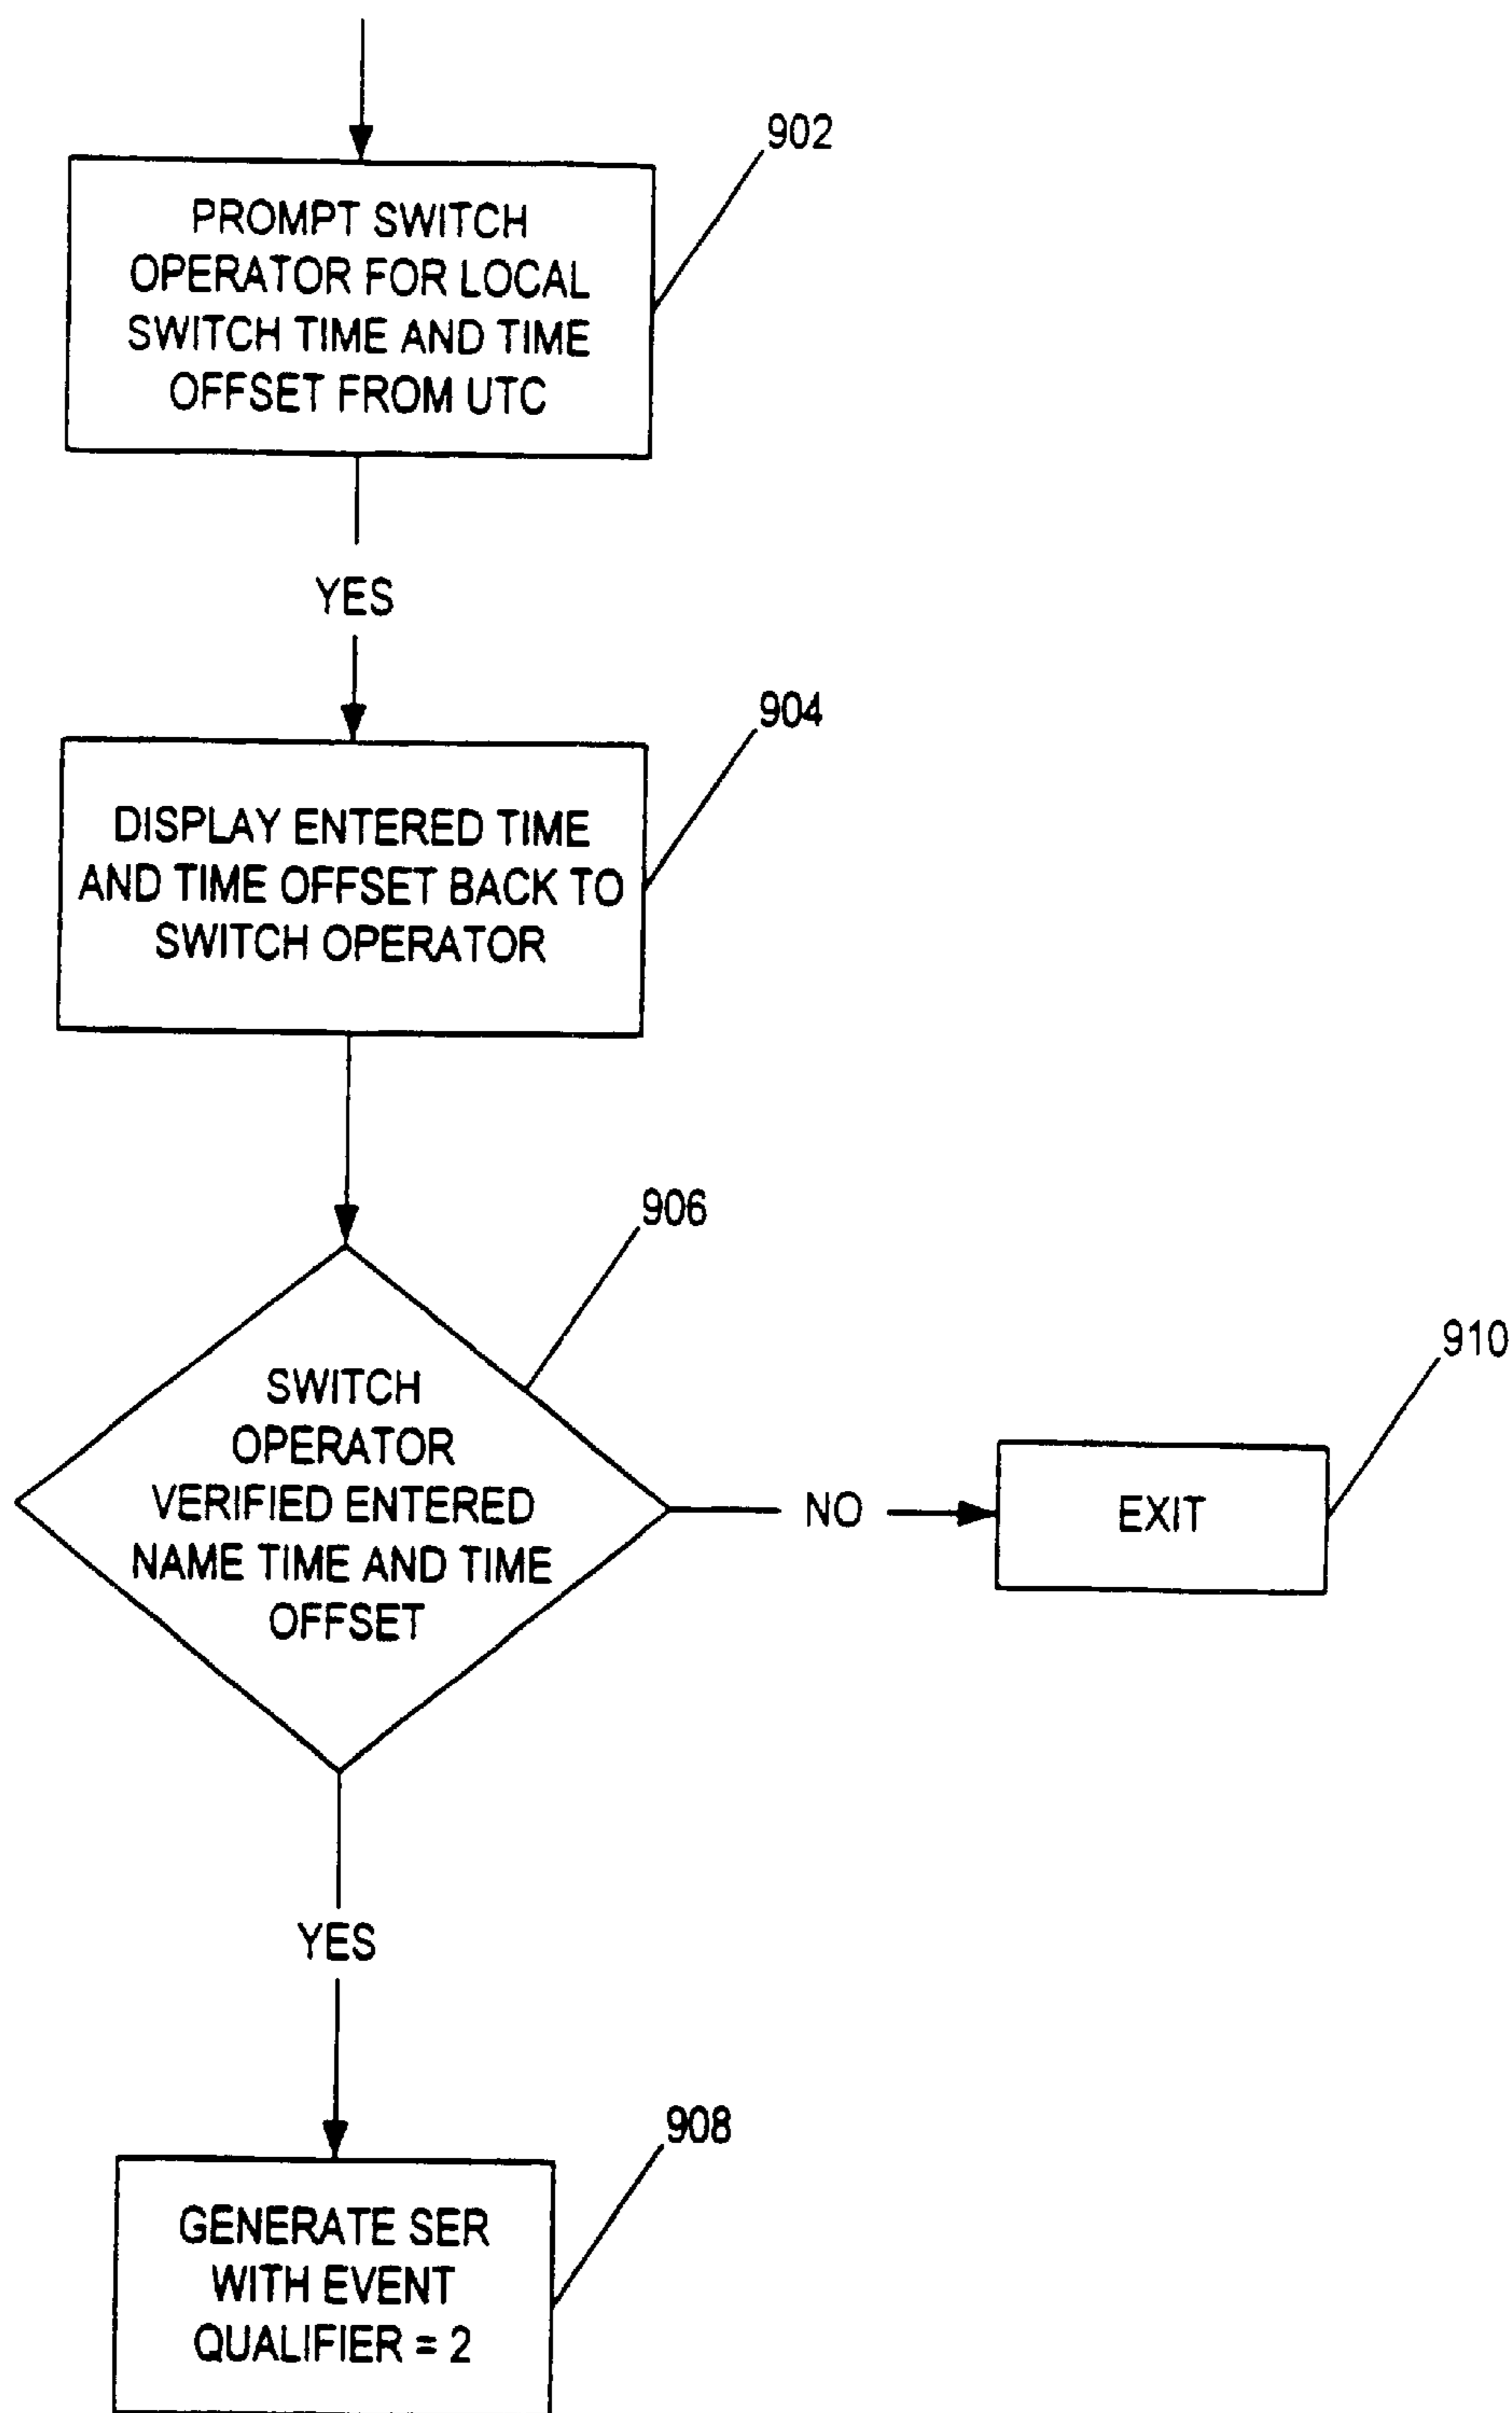 902
PROMPT SWITCH
OPERATOR FOR LOCAL
SWITCH TIME AND TIME
OFFSET FROM UTC
YES
904
DISPLAY ENTERED TIME
AND TIME OFFSET BACK TO
SWITCH OPERATOR
906
SWITCH
OPERATOR
VERIFIED ENTERED
NAME TIME AND TIME
OFFSET
NO
910
EXIT
YES
908
GENERATE SER
WITH EVENT
QUALIFIER = 2